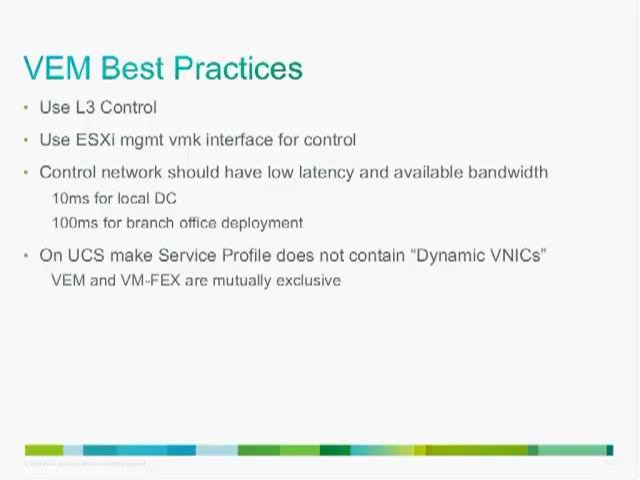 VEM Best Practices
• Use L3 Control
• Use ESXi mgmt vmk interface for control
• Control network should have low latency and available bandwidth
10ms for local DC
100ms for branch office deployment
• On UCS make Service Profile does not contain “Dynamic VNICs”
VEM and VM-FEX are mutually exclusive